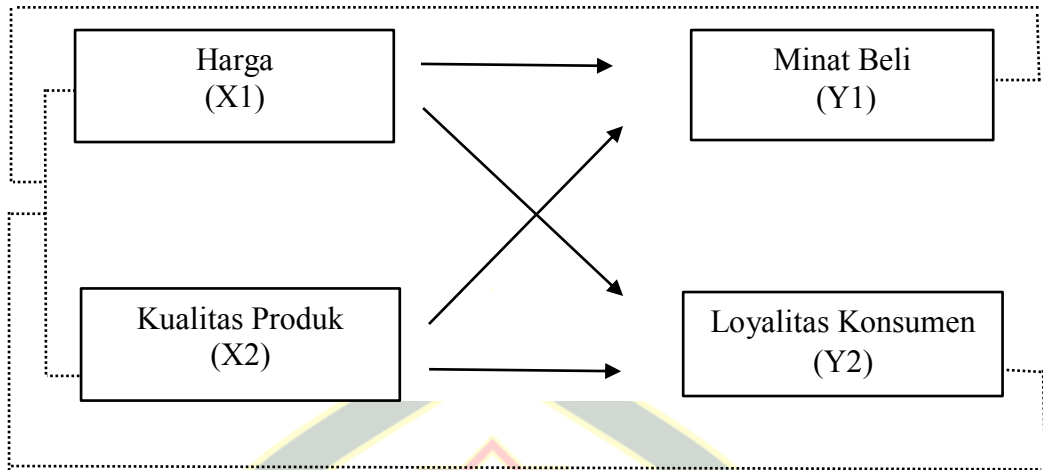 Harga
(X1)
Minat Beli
(Y1)
Kualitas Produk
(X2)
Loyalitas Konsumen
(Y2)